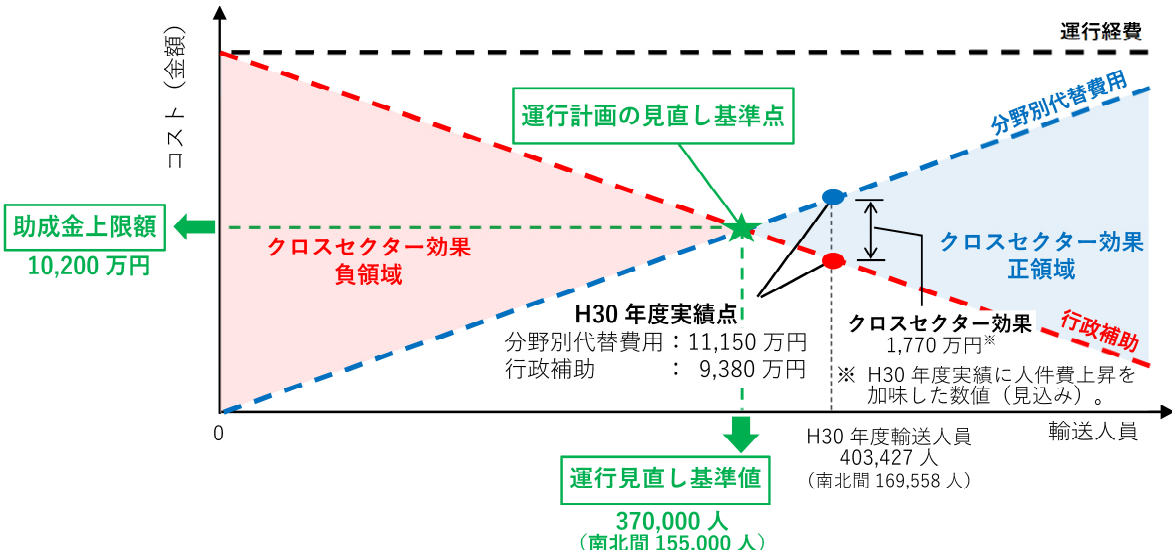 コスト（金額）
運行経費
分野別代替費用
運行計画の見直し基準点
助成金上限額
10,200 万円
クロスセクター効果
負領域
クロスセクター効果
正領域
H30 年度実績点
分野別代替費用：11,150 万円
行政補助　　　： 9,380 万円
クロスセクター効果
1,770 万円※
行政補助
※ H30 年度実績に人件費上昇を
加味した数値（見込み）。
0
輸送人員
H30 年度輸送人員
403,427 人
（南北間 169,558 人）
運行見直し基準値
370,000 人
（南北間 155,000 人）